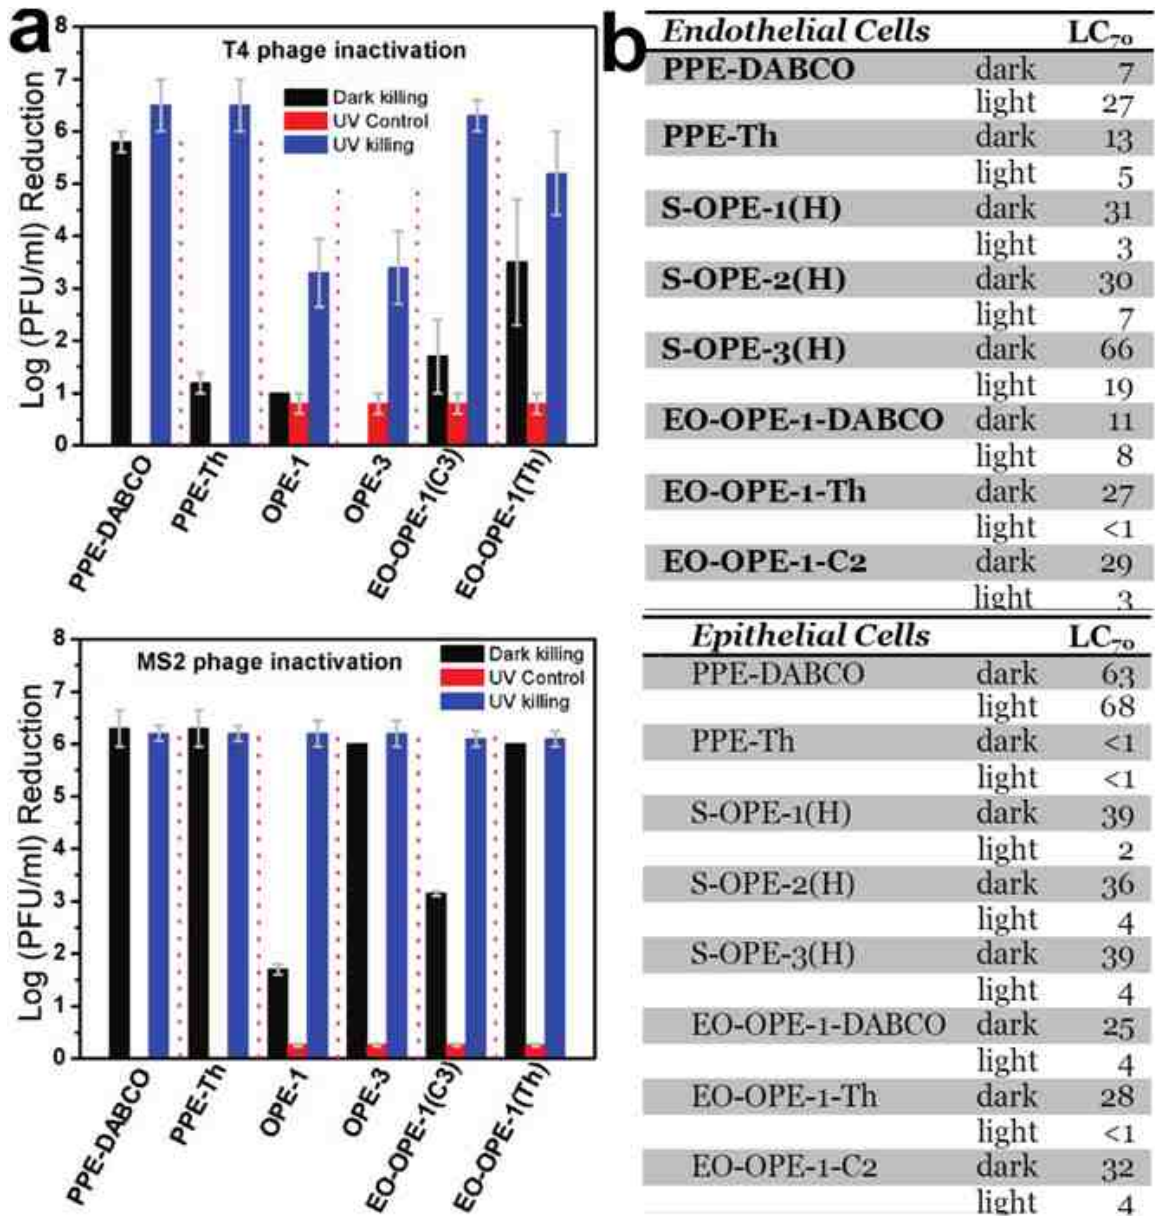 a
T4 phage inactivation
Dark killing
UV Control
UV killing
Log (PFU/ml) Reduction
8
7
6
5
4
3
2
1
0
PPE-DABCO
PPE-Th
OPE-1
OPE-3
EO-OPE-1(C3)
EO-OPE-1(Th)
MS2 phage inactivation
Dark killing
UV Control
UV killing
Log (PFU/ml) Reduction
8
7
6
5
4
3
2
1
0
PPE-DABCO
PPE-Th
OPE-1
OPE-3
EO-OPE-1(C3)
EO-OPE-1(Th)
b
Endothelial Cells LC₇₀
PPE-DABCO dark 7
light 27
PPE-Th dark 13
light 5
S-OPE-1(H) dark 31
light 3
S-OPE-2(H) dark 30
light 7
S-OPE-3(H) dark 66
light 19
EO-OPE-1-DABCO dark 11
light 8
EO-OPE-1-Th dark 27
light <1
EO-OPE-1-C2 dark 29
light 3
Epithelial Cells LC₇₀
PPE-DABCO dark 63
light 68
PPE-Th dark <1
light <1
S-OPE-1(H) dark 39
light 2
S-OPE-2(H) dark 36
light 4
S-OPE-3(H) dark 39
light 4
EO-OPE-1-DABCO dark 25
light 4
EO-OPE-1-Th dark 28
light <1
EO-OPE-1-C2 dark 32
light 4